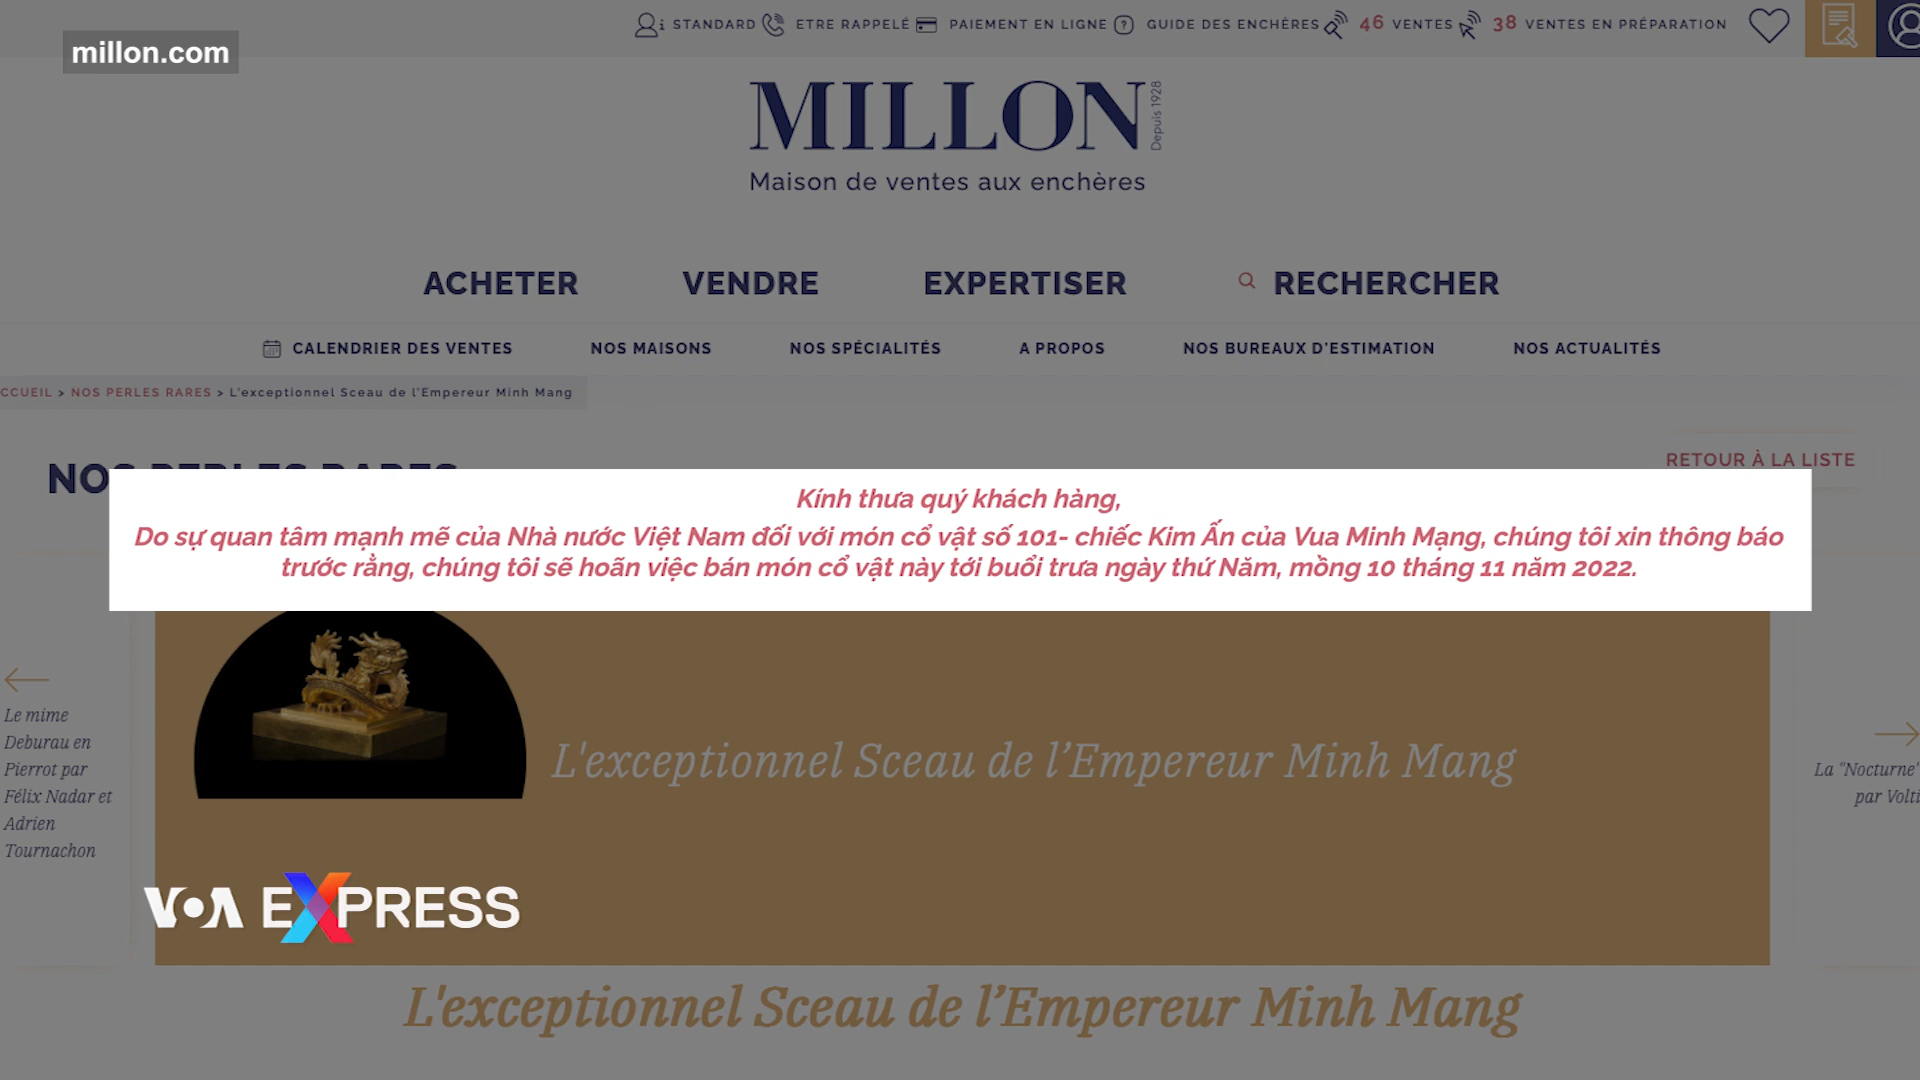 millon.com
STANDARD ETRE RAPPELÉ PAIEMENT EN LIGNE GUIDE DES ENCHÈRES 46 VENTES 38 VENTES EN PRÉPARATION
MILLON
Depuis 1928
Maison de ventes aux enchères
ACHETER VENDRE EXPERTISER RECHERCHER
CALENDRIER DES VENTES NOS MAISONS NOS SPÉCIALITÉS A PROPOS NOS BUREAUX D'ESTIMATION NOS ACTUALITÉS
CCUEIL > NOS PERLES RARES > L'exceptionnel Sceau de l'Empereur Minh Mang
NOS PERLES RARES
RETOUR À LA LISTE
Kính thưa quý khách hàng,
Do sự quan tâm mạnh mẽ của Nhà nước Việt Nam đối với món cổ vật số 101- chiếc Kim Ấn của Vua Minh Mạng, chúng tôi xin thông báo
trước rằng, chúng tôi sẽ hoãn việc bán món cổ vật này tới buổi trưa ngày thứ Năm, mồng 10 tháng 11 năm 2022.
Le mime
Deburau en
Pierrot par
Félix Nadar et
Adrien
Tournachon
L'exceptionnel Sceau de l’Empereur Minh Mang
La "Nocturne"
par Volti
VOA EXPRESS
L'exceptionnel Sceau de l’Empereur Minh Mang